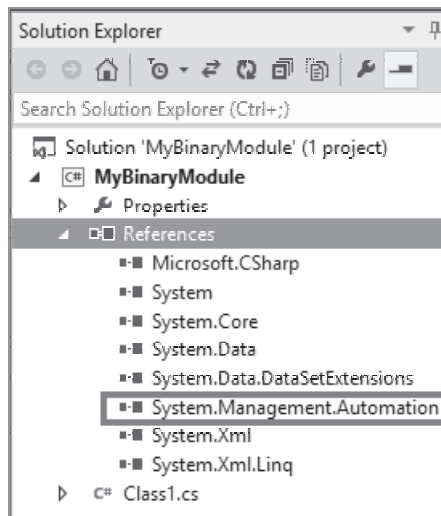 Solution Explorer
Search Solution Explorer (Ctrl+;)
Solution 'MyBinaryModule' (1 project)
C# MyBinaryModule
Properties
References
Microsoft.CSharp
System
System.Core
System.Data
System.Data.DataSetExtensions
System.Management.Automation
System.Xml
System.Xml.Linq
C# Class1.cs